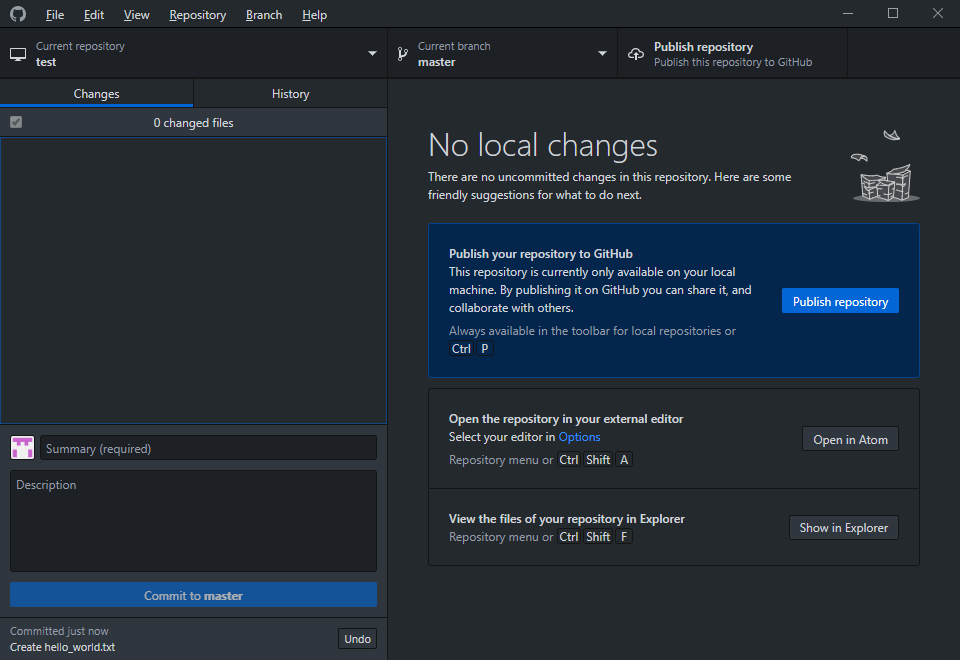 File Edit View Repository Branch Help
Current repository
test
Current branch
master
Publish repository
Publish this repository to GitHub
Changes
History
0 changed files
No local changes
There are no uncommitted changes in this repository. Here are some
friendly suggestions for what to do next.
Publish your repository to GitHub
This repository is currently only available on your local
machine. By publishing it on GitHub you can share it, and
collaborate with others.
Always available in the toolbar for local repositories or
Ctrl P
Publish repository
Open the repository in your external editor
Select your editor in Options
Repository menu or Ctrl Shift A
Open in Atom
View the files of your repository in Explorer
Repository menu or Ctrl Shift F
Show in Explorer
Summary (required)
Description
Commit to master
Committed just now
Create hello_world.txt
Undo